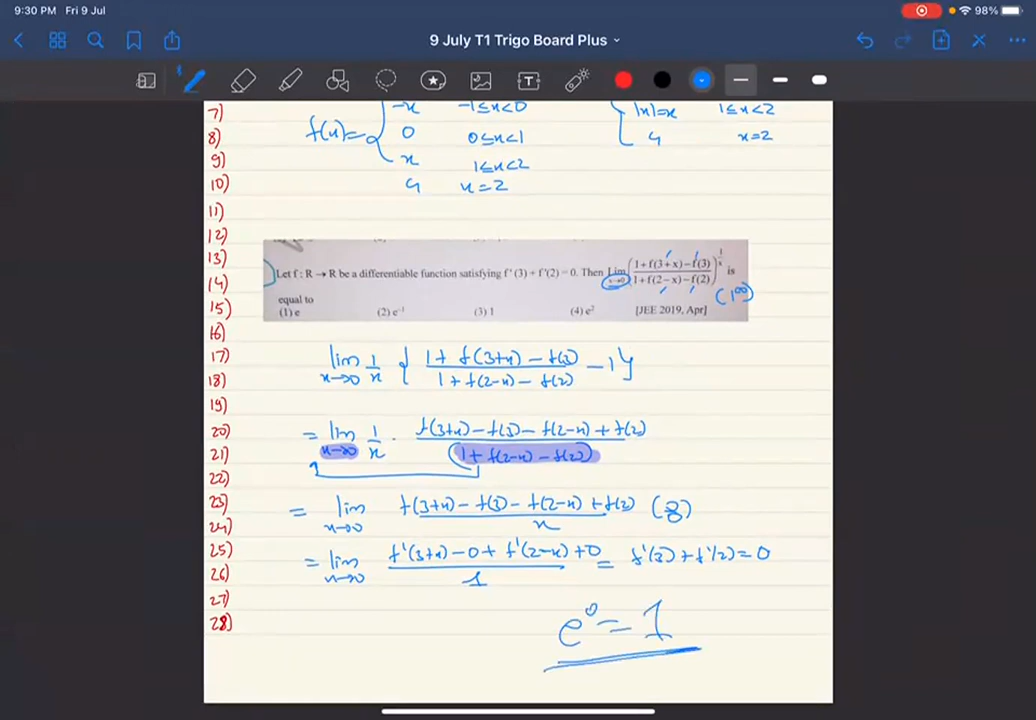 9:30 PM Fri 9 Jul
98%
9 July T1 Trigo Board Plus
7)
8)
9)
10)
11)
12)
13)
14)
15)
16)
17)
18)
19)
20)
21)
22)
23)
24)
25)
26)
27)
28)
f(x)=
-x -1≤x<0
0 0≤x<1
x 1≤x<2
4 x=2
|x|=x 1≤x<2
4 x=2
Let f : R → R be a differentiable function satisfying f'(3) + f'(2) = 0. Then Lim x→0 ((1+f(3+x)−f(3))/(1+f(2−x)−f(2)))^(1/x) is
equal to (1^∞)
(1) e (2) e⁻¹ (3) 1 (4) e² [JEE 2019, Apr]
lim x→0 1/x { (1+f(3+x)−f(3))/(1+f(2−x)−f(2)) −1}
= lim x→0 1/x · (f(3+x)−f(3)−f(2−x)+f(2))/(1+f(2−x)−f(2))
= lim x→0 (f(3+x)−f(3)−f(2−x)+f(2))/x (0/0)
= lim x→0 (f'(3+x)−0+f'(2−x)+0)/1 = f'(3)+f'(2)=0
e⁰=1